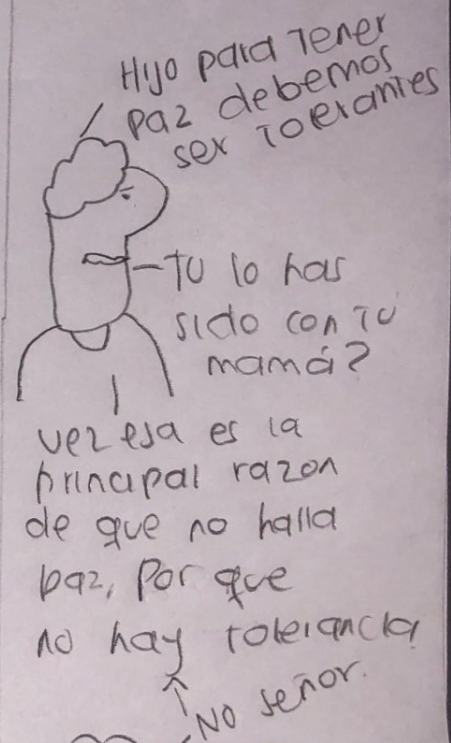 Hijo para Tener
paz debemos
ser Tolerantes
Tu lo has
sido con Tu
mamá?
vez esa es la
principal razon
de que no halla
paz, Por que
no hay tolerancia
No señor.